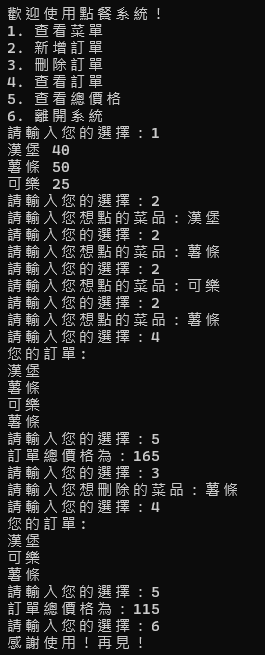 歡迎使用點餐系統！
1. 查看菜單
2. 新增訂單
3. 刪除訂單
4. 查看訂單
5. 查看總價格
6. 離開系統
請輸入您的選擇：1
漢堡 40
薯條 50
可樂 25
請輸入您的選擇：2
請輸入您想點的菜品：漢堡
請輸入您的選擇：2
請輸入您想點的菜品：薯條
請輸入您的選擇：2
請輸入您想點的菜品：可樂
請輸入您的選擇：2
請輸入您想點的菜品：薯條
請輸入您的選擇：4
您的訂單：
漢堡
薯條
可樂
薯條
請輸入您的選擇：5
訂單總價格為：165
請輸入您的選擇：3
請輸入您想刪除的菜品：薯條
請輸入您的選擇：4
您的訂單：
漢堡
可樂
薯條
請輸入您的選擇：5
訂單總價格為：115
請輸入您的選擇：6
感謝使用！再見！